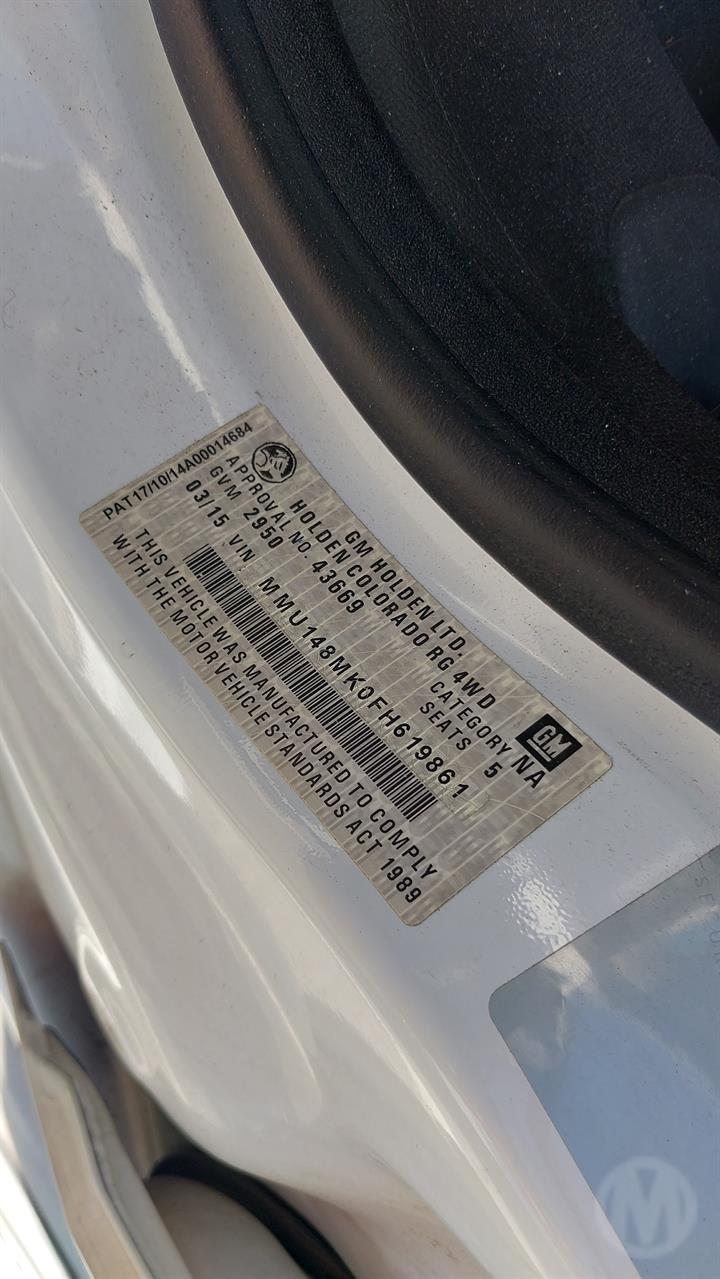 PAT17/10/14A00014684
GM HOLDEN LTD.
HOLDEN COLORADO RG 4WD
APPROVAL NO. 43669 CATEGORY NA
GVM 2950 SEATS 5
03/15 VIN MMU148MK0FH619861
THIS VEHICLE WAS MANUFACTURED TO COMPLY
WITH THE MOTOR VEHICLE STANDARDS ACT 1989
GM
M